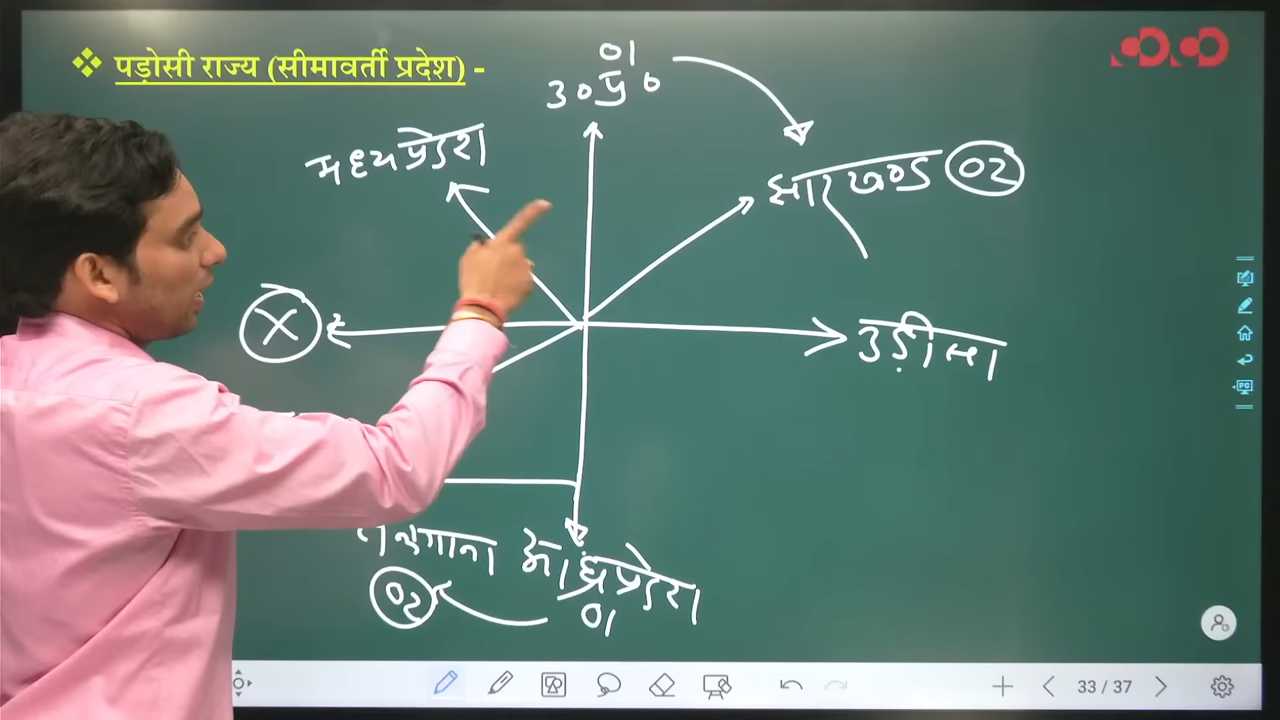 ❖ पड़ोसी राज्य (सीमावर्ती प्रदेश) -
01
उ०प्र०
मध्यप्रदेश
झारखण्ड 02
X
उड़ीसा
आंध्रप्रदेश
02
01
33 / 37